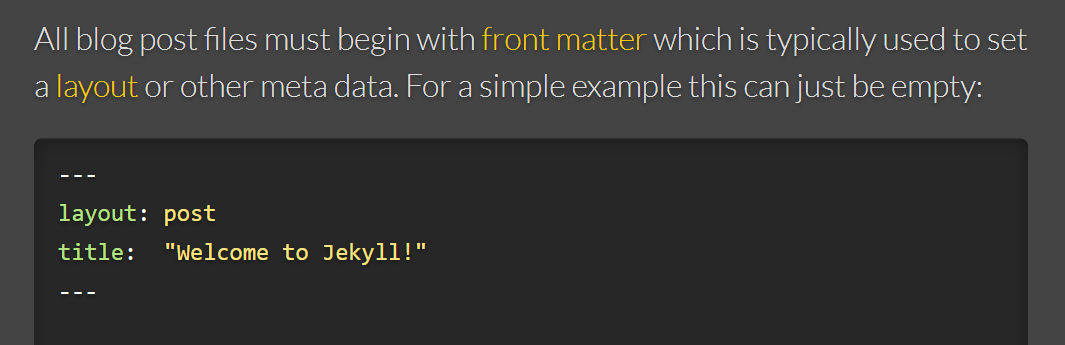 All blog post files must begin with front matter which is typically used to set
a layout or other meta data. For a simple example this can just be empty:
---
layout: post
title:  "Welcome to Jekyll!"
---